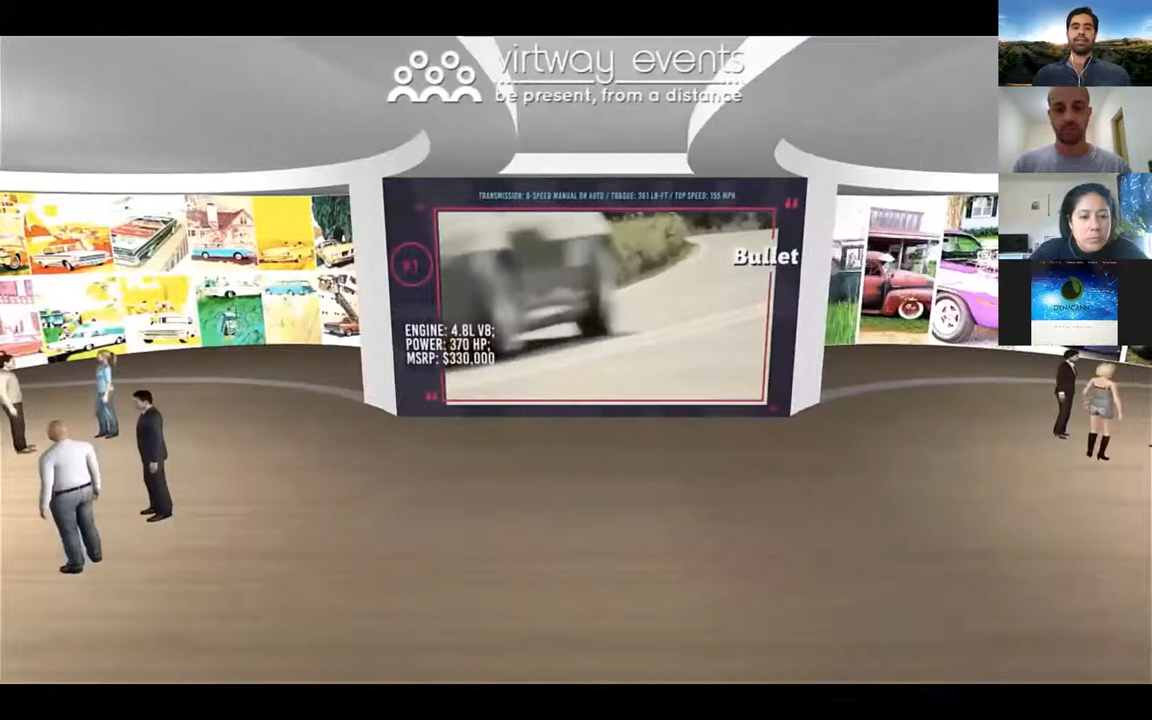 virtway events
be present, from a distance
TRANSMISSION: 6-SPEED MANUAL OR AUTO / TORQUE: 361 LB-FT / TOP SPEED: 155 MPH
#1
Bullet
ENGINE: 4.8L V8;
POWER: 370 HP;
MSRP: $330,000
DYNACANN